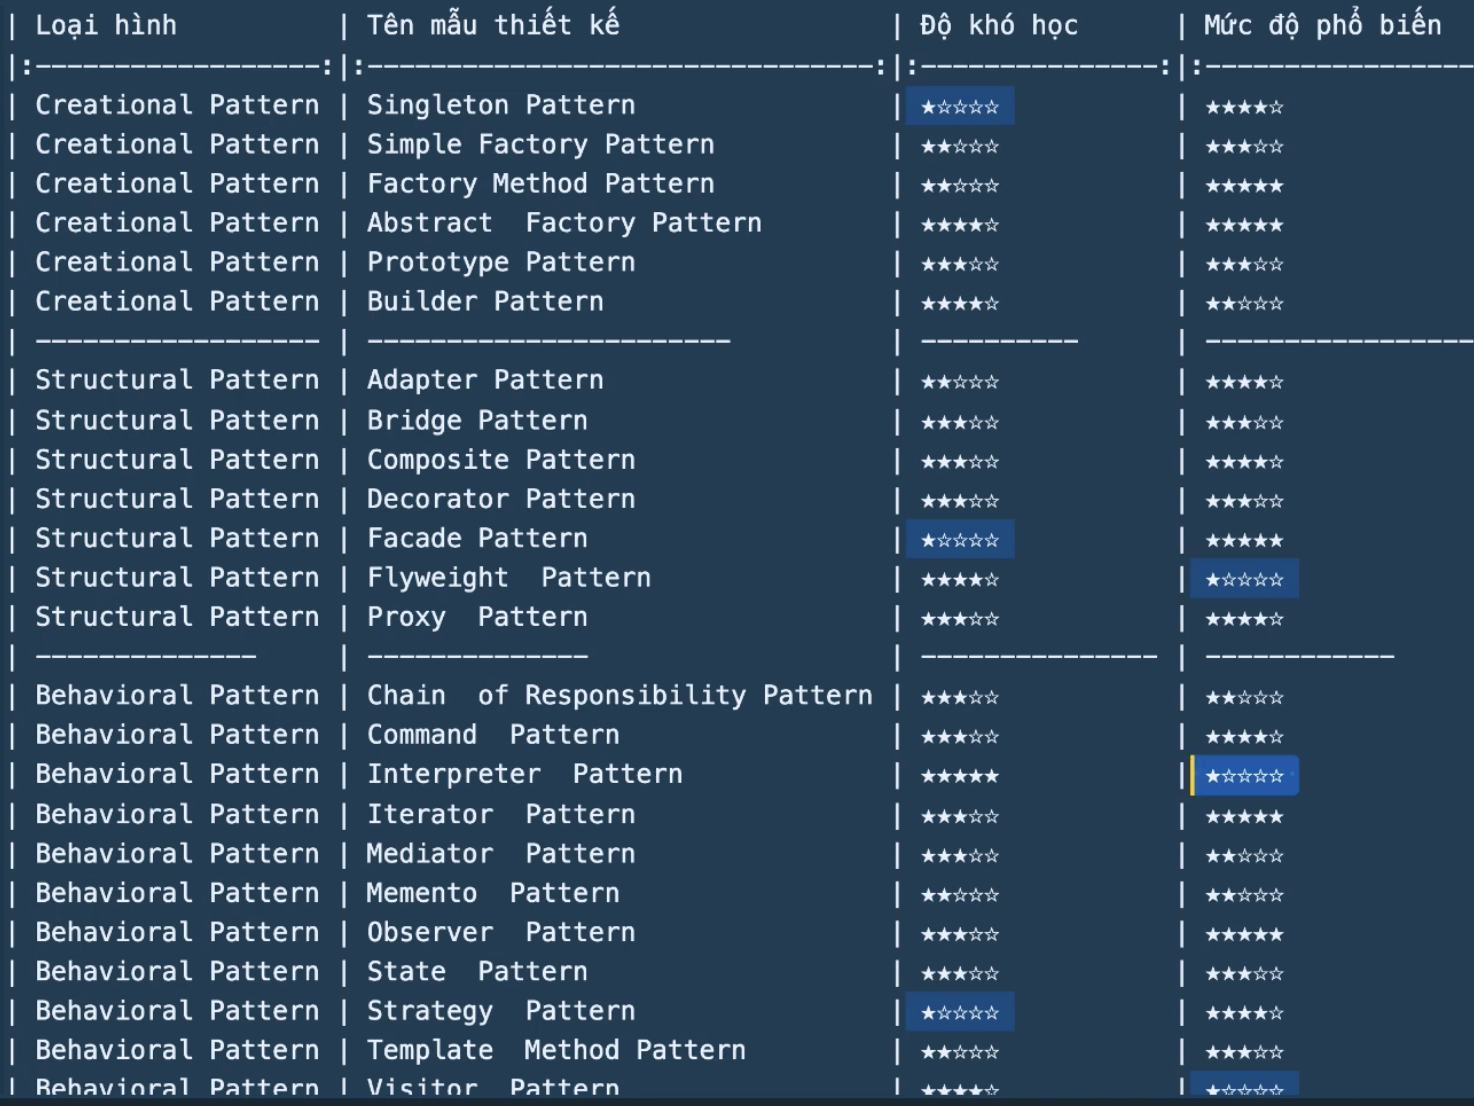 | Loại hình | Tên mẫu thiết kế | Độ khó học | Mức độ phổ biến
|:------------------:|:--------------------------------:|:---------------:|:-----------------
| Creational Pattern | Singleton Pattern | ★☆☆☆☆ | ★★★★☆
| Creational Pattern | Simple Factory Pattern | ★★☆☆☆ | ★★★☆☆
| Creational Pattern | Factory Method Pattern | ★★☆☆☆ | ★★★★★
| Creational Pattern | Abstract  Factory Pattern | ★★★★☆ | ★★★★★
| Creational Pattern | Prototype Pattern | ★★★☆☆ | ★★★☆☆
| Creational Pattern | Builder Pattern | ★★★★☆ | ★★☆☆☆
| ------------------ | ----------------------- | ---------- | -----------------
| Structural Pattern | Adapter Pattern | ★★☆☆☆ | ★★★★☆
| Structural Pattern | Bridge Pattern | ★★★☆☆ | ★★★☆☆
| Structural Pattern | Composite Pattern | ★★★☆☆ | ★★★★☆
| Structural Pattern | Decorator Pattern | ★★★☆☆ | ★★★☆☆
| Structural Pattern | Facade Pattern | ★☆☆☆☆ | ★★★★★
| Structural Pattern | Flyweight  Pattern | ★★★★☆ | ★☆☆☆☆
| Structural Pattern | Proxy  Pattern | ★★★☆☆ | ★★★★☆
| -------------- | -------------- | --------------- | ------------
| Behavioral Pattern | Chain  of Responsibility Pattern | ★★★☆☆ | ★★☆☆☆
| Behavioral Pattern | Command  Pattern | ★★★☆☆ | ★★★★☆
| Behavioral Pattern | Interpreter  Pattern | ★★★★★ | ★☆☆☆☆
| Behavioral Pattern | Iterator  Pattern | ★★★☆☆ | ★★★★★
| Behavioral Pattern | Mediator  Pattern | ★★★☆☆ | ★★☆☆☆
| Behavioral Pattern | Memento  Pattern | ★★☆☆☆ | ★★☆☆☆
| Behavioral Pattern | Observer  Pattern | ★★★☆☆ | ★★★★★
| Behavioral Pattern | State  Pattern | ★★★☆☆ | ★★★☆☆
| Behavioral Pattern | Strategy  Pattern | ★☆☆☆☆ | ★★★★☆
| Behavioral Pattern | Template  Method Pattern | ★★☆☆☆ | ★★★☆☆
| Behavioral Pattern | Visitor  Pattern | ★★★★☆ | ★☆☆☆☆